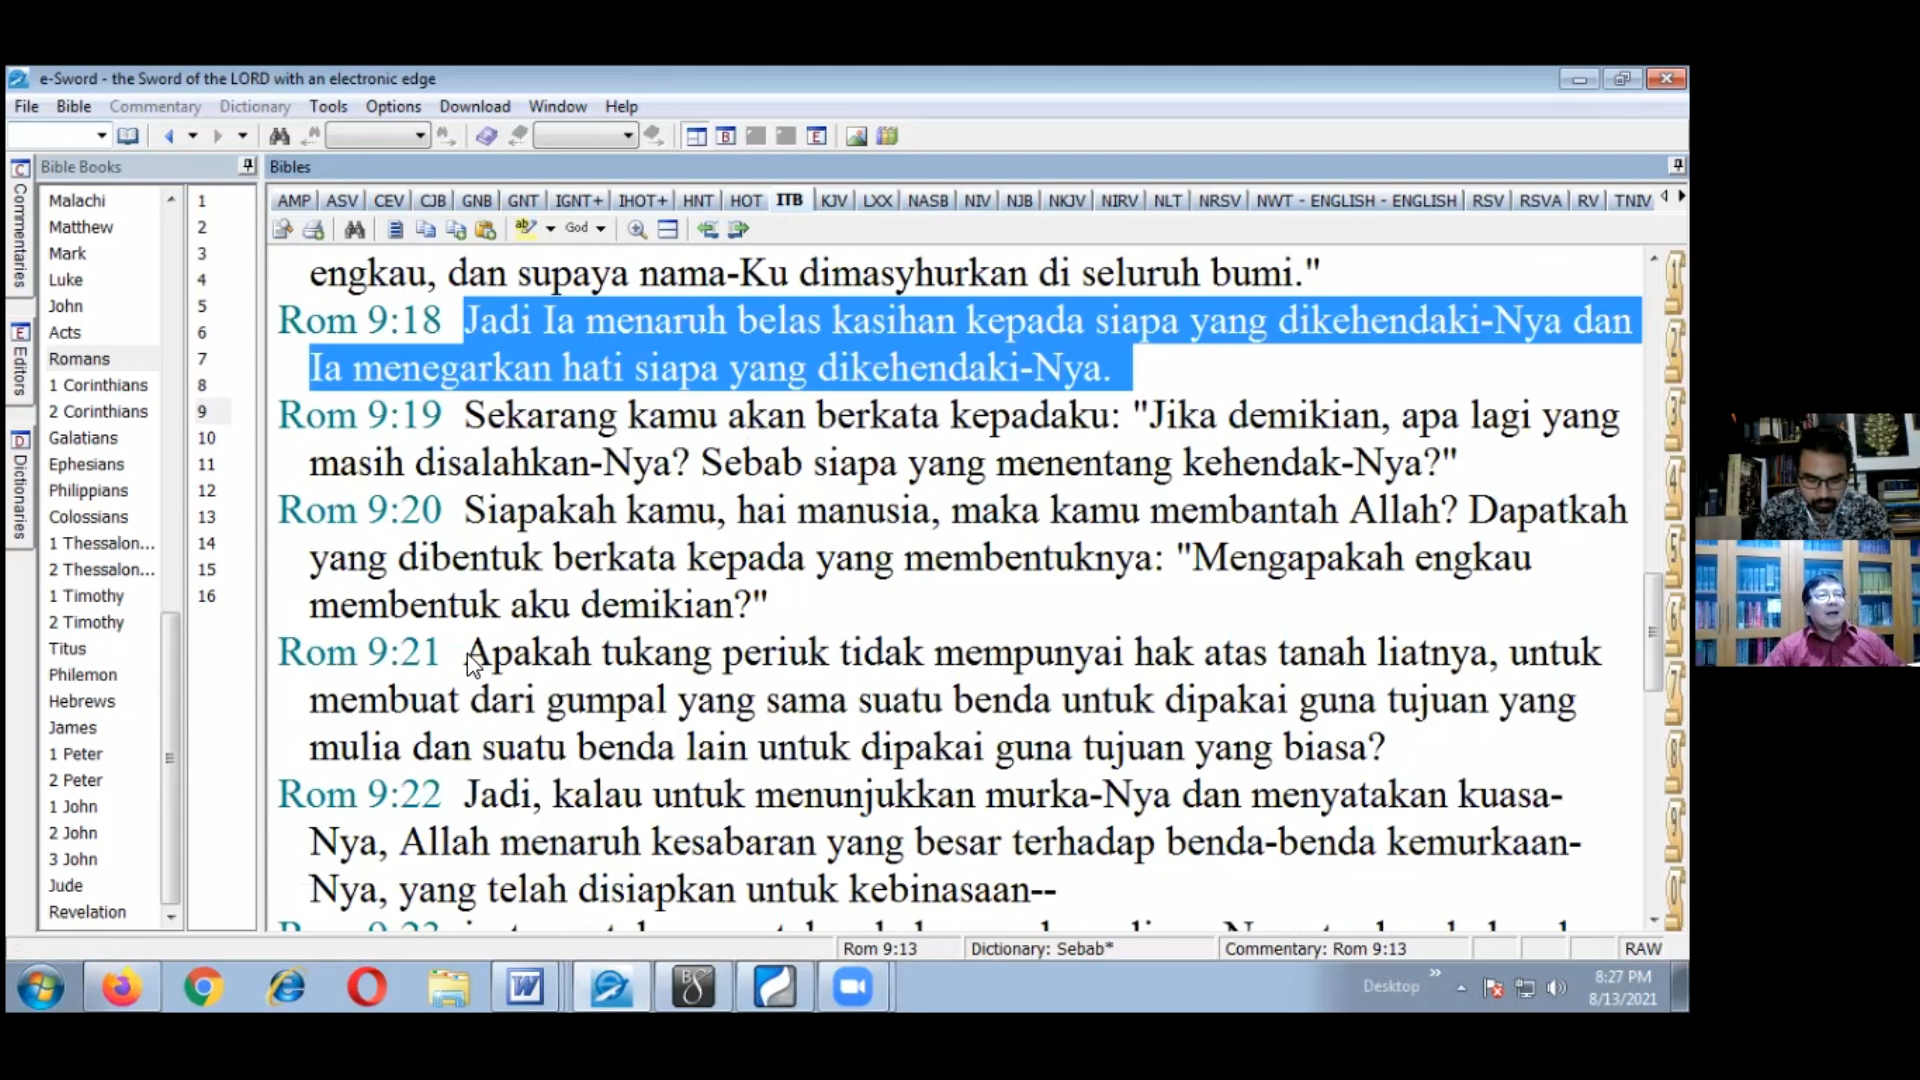 e-Sword - the Sword of the LORD with an electronic edge
File Bible Commentary Dictionary Tools Options Download Window Help
Bible Books
Bibles
Commentaries
Editors
Dictionaries
AMP ASV CEV CJB GNB GNT IGNT+ IHOT+ HNT HOT ITB KJV LXX NASB NIV NJB NKJV NIRV NLT NRSV NWT - ENGLISH - ENGLISH RSV RSVA RV TNIV
God
Malachi
Matthew
Mark
Luke
John
Acts
Romans
1 Corinthians
2 Corinthians
Galatians
Ephesians
Philippians
Colossians
1 Thessalon...
2 Thessalon...
1 Timothy
2 Timothy
Titus
Philemon
Hebrews
James
1 Peter
2 Peter
1 John
2 John
3 John
Jude
Revelation
1
2
3
4
5
6
7
8
9
10
11
12
13
14
15
16
engkau, dan supaya nama-Ku dimasyhurkan di seluruh bumi."
Rom 9:18 Jadi Ia menaruh belas kasihan kepada siapa yang dikehendaki-Nya dan
Ia menegarkan hati siapa yang dikehendaki-Nya.
Rom 9:19 Sekarang kamu akan berkata kepadaku: "Jika demikian, apa lagi yang
masih disalahkan-Nya? Sebab siapa yang menentang kehendak-Nya?"
Rom 9:20 Siapakah kamu, hai manusia, maka kamu membantah Allah? Dapatkah
yang dibentuk berkata kepada yang membentuknya: "Mengapakah engkau
membentuk aku demikian?"
Rom 9:21 Apakah tukang periuk tidak mempunyai hak atas tanah liatnya, untuk
membuat dari gumpal yang sama suatu benda untuk dipakai guna tujuan yang
mulia dan suatu benda lain untuk dipakai guna tujuan yang biasa?
Rom 9:22 Jadi, kalau untuk menunjukkan murka-Nya dan menyatakan kuasa-
Nya, Allah menaruh kesabaran yang besar terhadap benda-benda kemurkaan-
Nya, yang telah disiapkan untuk kebinasaan--
Rom 9:13
Dictionary: Sebab*
Commentary: Rom 9:13
RAW
Desktop
8:27 PM
8/13/2021